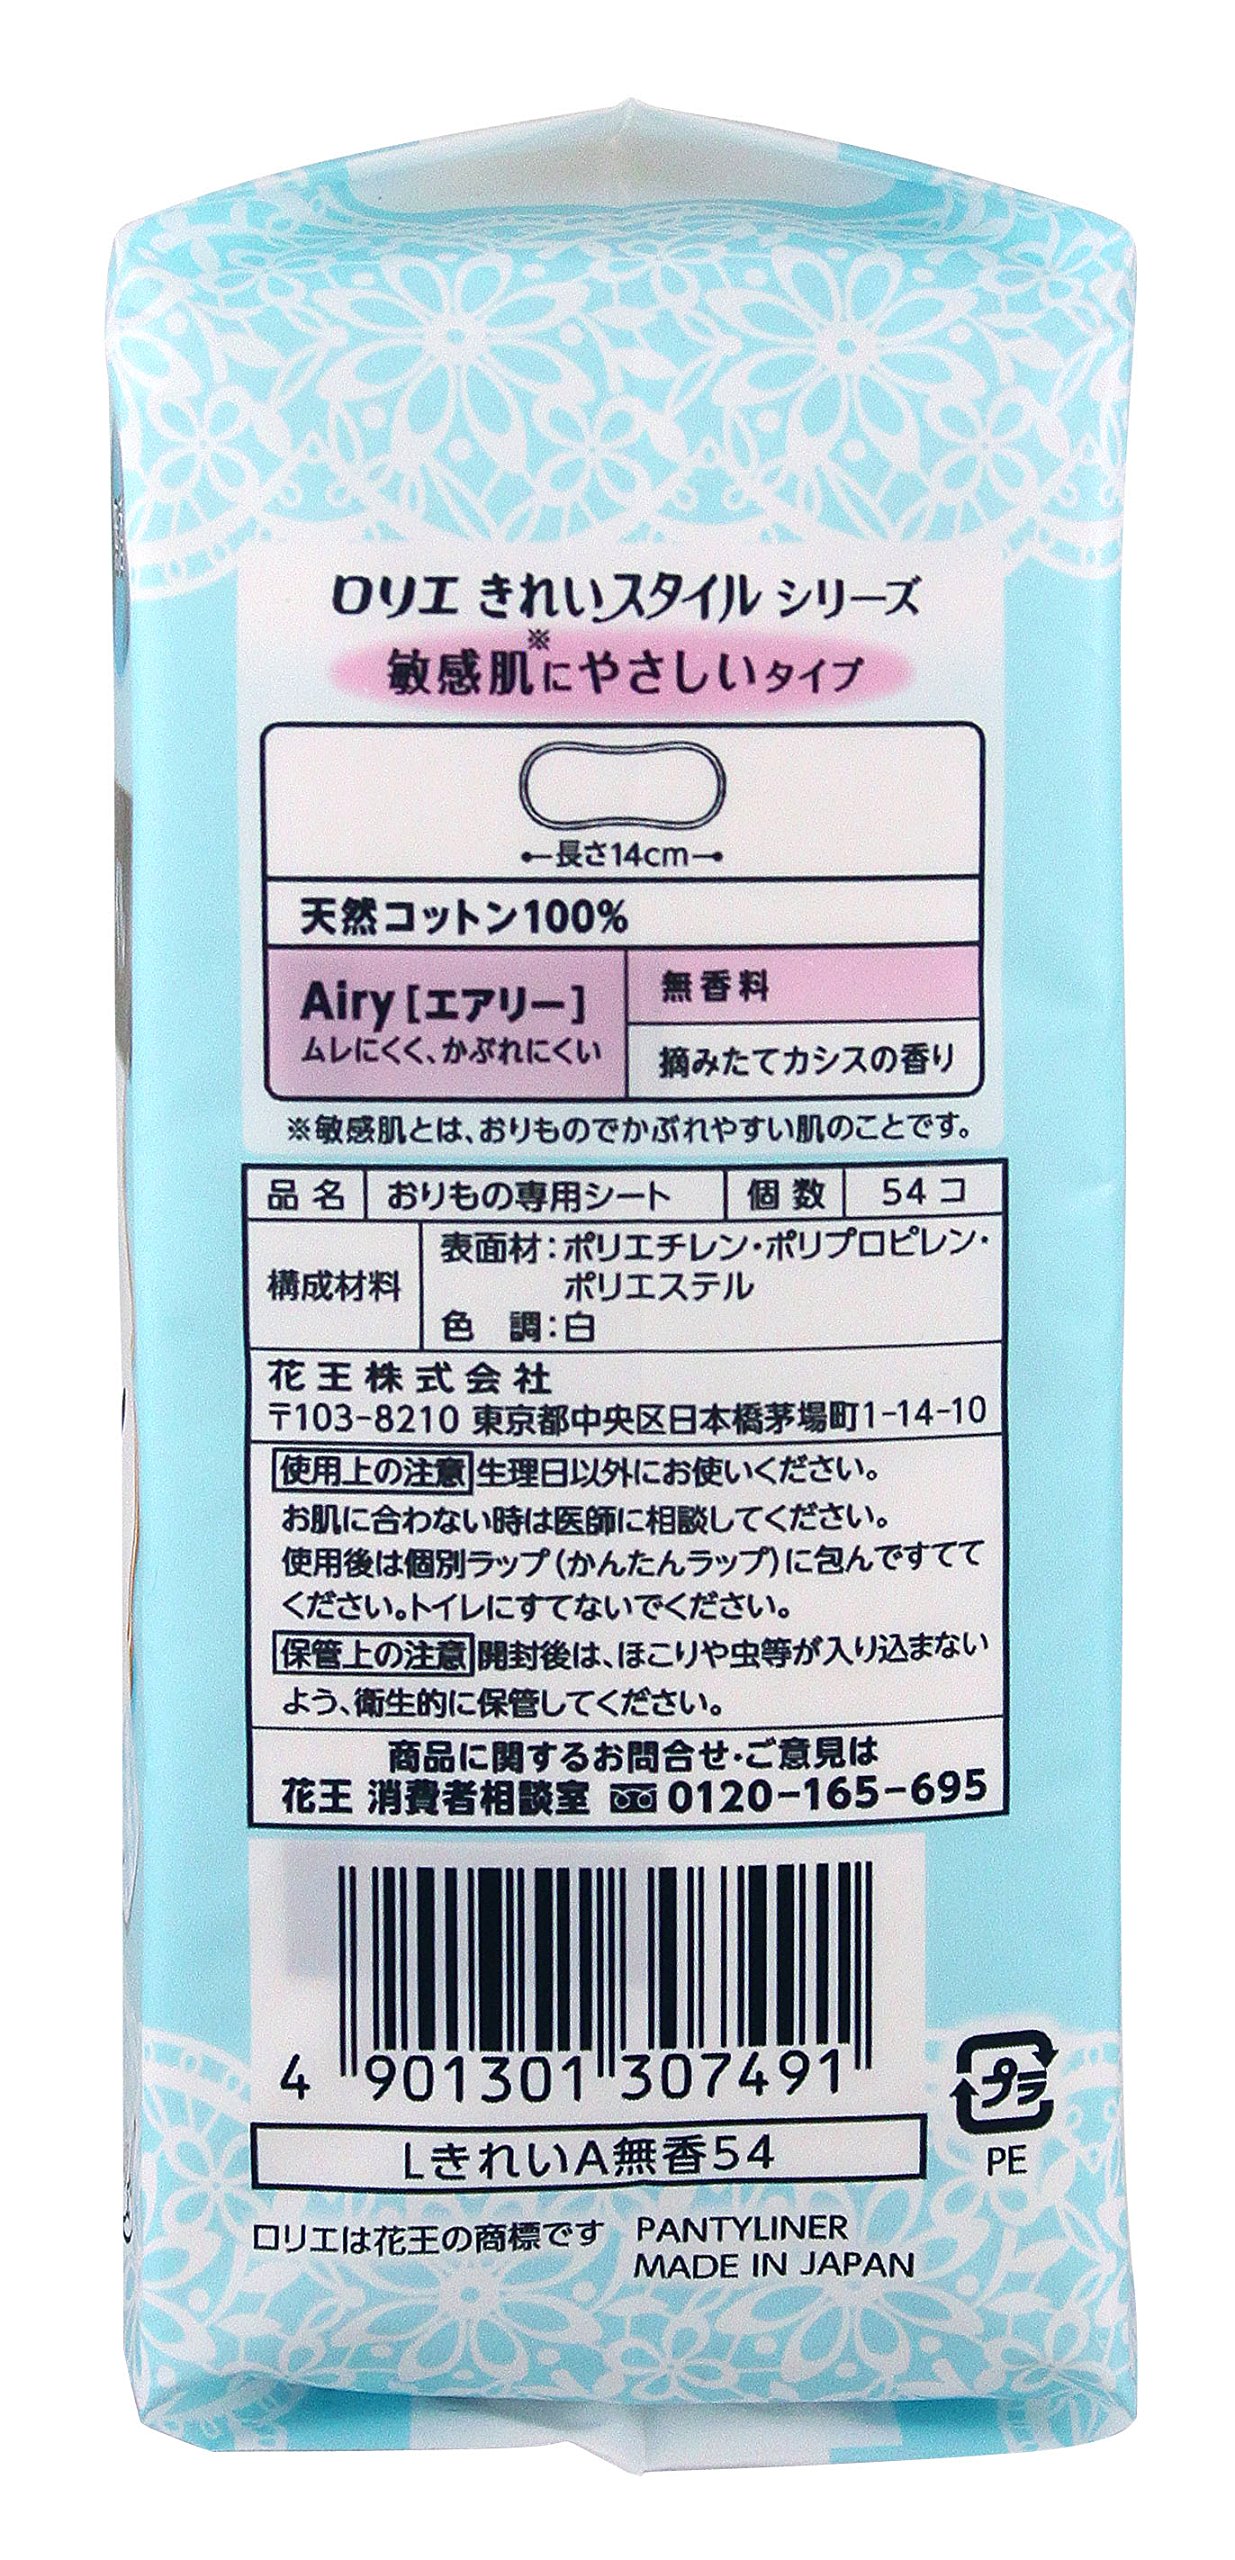 ロリエ きれいスタイル シリーズ
敏感肌※にやさしいタイプ
長さ14cm
天然コットン100%
Airy [エアリー]
ムレにくく、かぶれにくい
無香料
摘みたてカシスの香り
※敏感肌とは、おりものでかぶれやすい肌のことです。
品名 おりもの専用シート 個数 54コ
構成材料
表面材：ポリエチレン・ポリプロピレン・
ポリエステル
色 調：白
花王株式会社
〒103-8210 東京都中央区日本橋茅場町1-14-10
使用上の注意 生理日以外にお使いください。
お肌に合わない時は医師に相談してください。
使用後は個別ラップ（かんたんラップ）に包んですてて
ください。トイレにすてないでください。
保管上の注意 開封後は、ほこりや虫等が入り込まない
よう、衛生的に保管してください。
商品に関するお問合せ・ご意見は
花王 消費者相談室 0120-165-695
4 901301 307491
プラ
PE
LきれいA無香54
ロリエは花王の商標です
PANTYLINER
MADE IN JAPAN